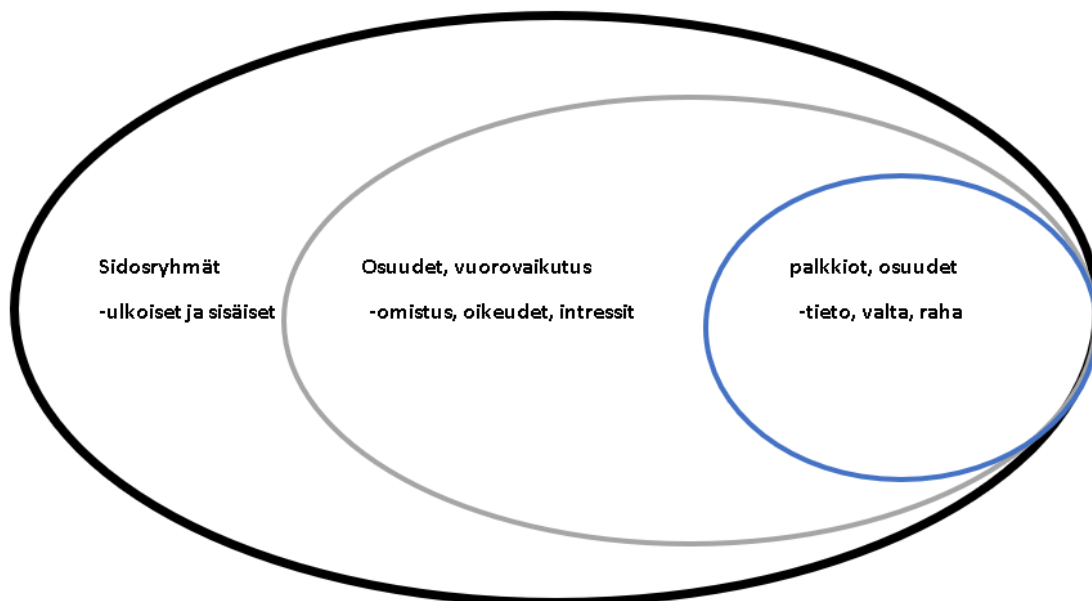 Sidosryhmät
-ulkoiset ja sisäiset
Osuudet, vuorovaikutus
-omistus, oikeudet, intressit
palkkiot, osuudet
-tieto, valta, raha